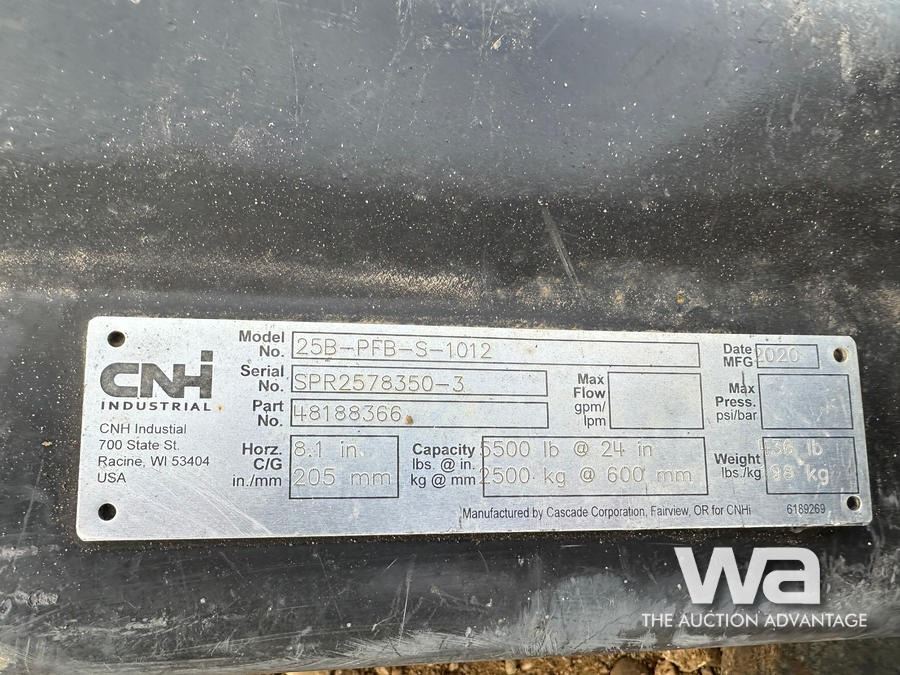 CNHi
INDUSTRIAL
CNH Industial
700 State St.
Racine, WI 53404
USA
Model No. 25B-PFB-S-1012
Date MFG 2020
Serial No. SPR2578350-3
Part No. 48188366
Max Flow gpm/lpm
Max Press. psi/bar
Horz. C/G in./mm
8.1 in.
205 mm
Capacity lbs. @ in. kg @ mm
5500 lb @ 24 in
2500 kg @ 600 mm
Weight lbs./kg
lb
kg
Manufactured by Cascade Corporation, Fairview, OR for CNHi
6189269
wa
THE AUCTION ADVANTAGE